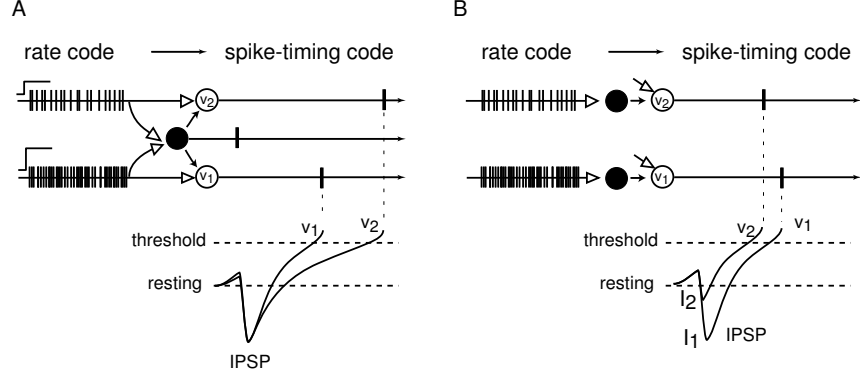 A
rate code
spike-timing code
v2
v1
v1
v2
threshold
resting
IPSP
B
rate code
spike-timing code
v2
v1
v2
v1
threshold
resting
I2
I1
IPSP